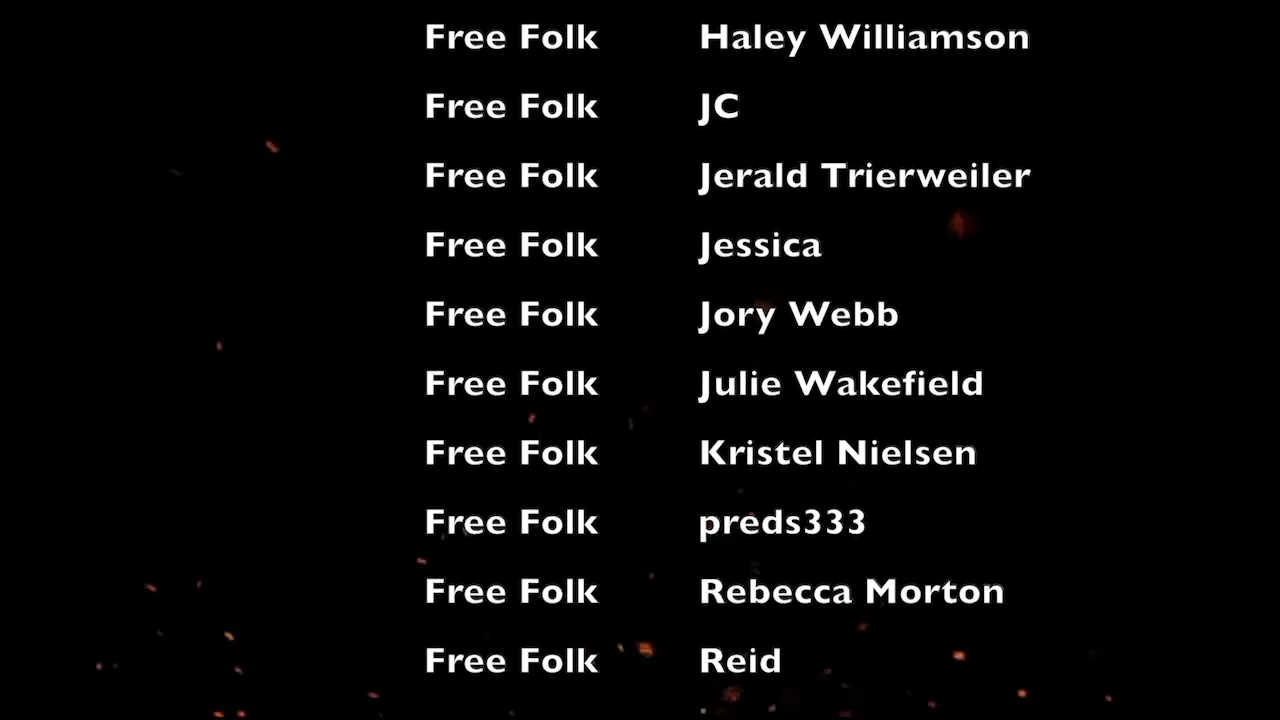 Free Folk Haley Williamson
Free Folk JC
Free Folk Jerald Trierweiler
Free Folk Jessica
Free Folk Jory Webb
Free Folk Julie Wakefield
Free Folk Kristel Nielsen
Free Folk preds333
Free Folk Rebecca Morton
Free Folk Reid